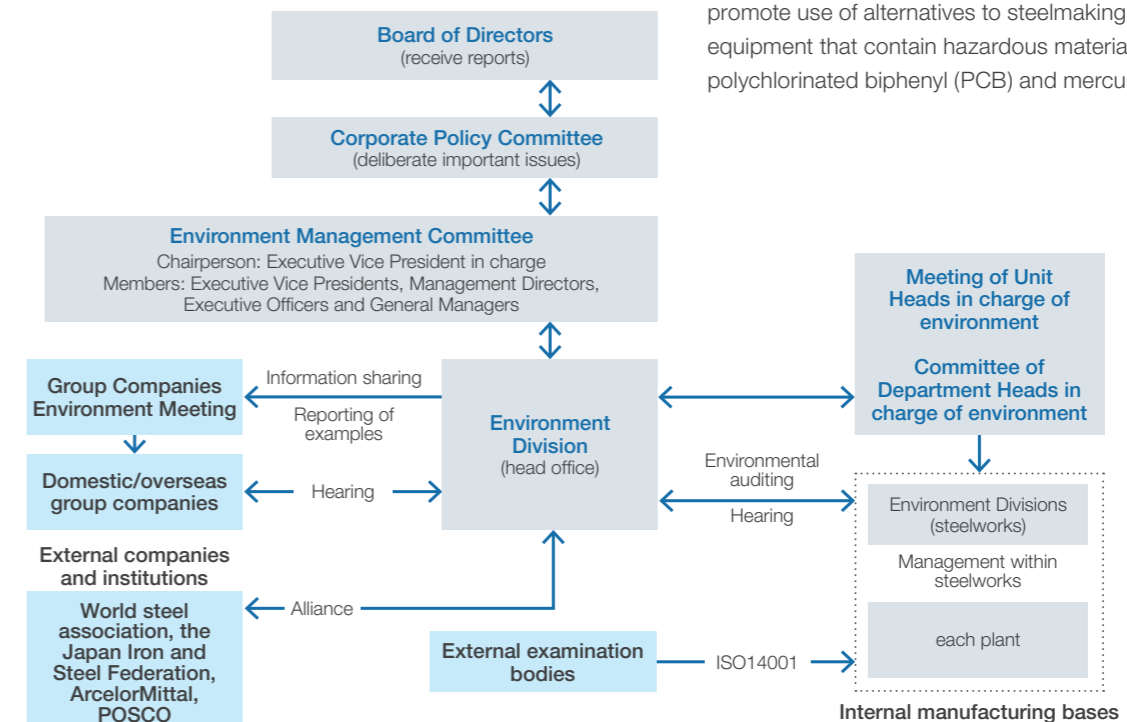 promote use of alternatives to steelmaking
equipment that contain hazardous materia
polychlorinated biphenyl (PCB) and mercu
Board of Directors
(receive reports)
Corporate Policy Committee
(deliberate important issues)
Environment Management Committee
Chairperson: Executive Vice President in charge
Members: Executive Vice Presidents, Management Directors,
Executive Officers and General Managers
Meeting of Unit
Heads in charge of
environment
Committee of
Department Heads in
charge of environment
Group Companies
Environment Meeting
Information sharing
Reporting of
examples
Environment
Division
(head office)
Domestic/overseas
group companies
Hearing
Environmental
auditing
Hearing
Environment Divisions
(steelworks)
Management within
steelworks
each plant
External companies
and institutions
World steel
association, the
Japan Iron and
Steel Federation,
ArcelorMittal,
POSCO
Alliance
External examination
bodies
ISO14001
Internal manufacturing bases